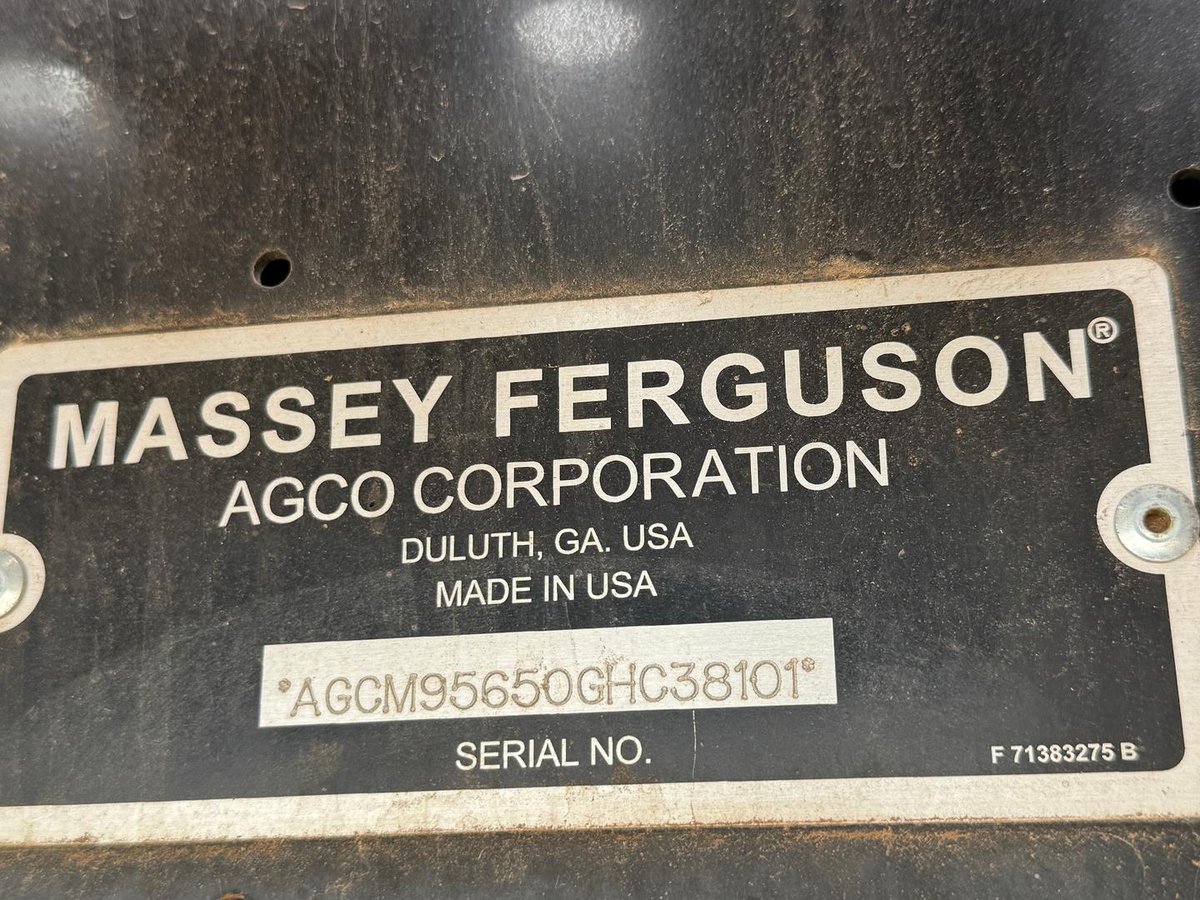 MASSEY FERGUSON®
AGCO CORPORATION
DULUTH, GA. USA
MADE IN USA
*AGCM95650GHC38101*
SERIAL NO.
F 71383275 B